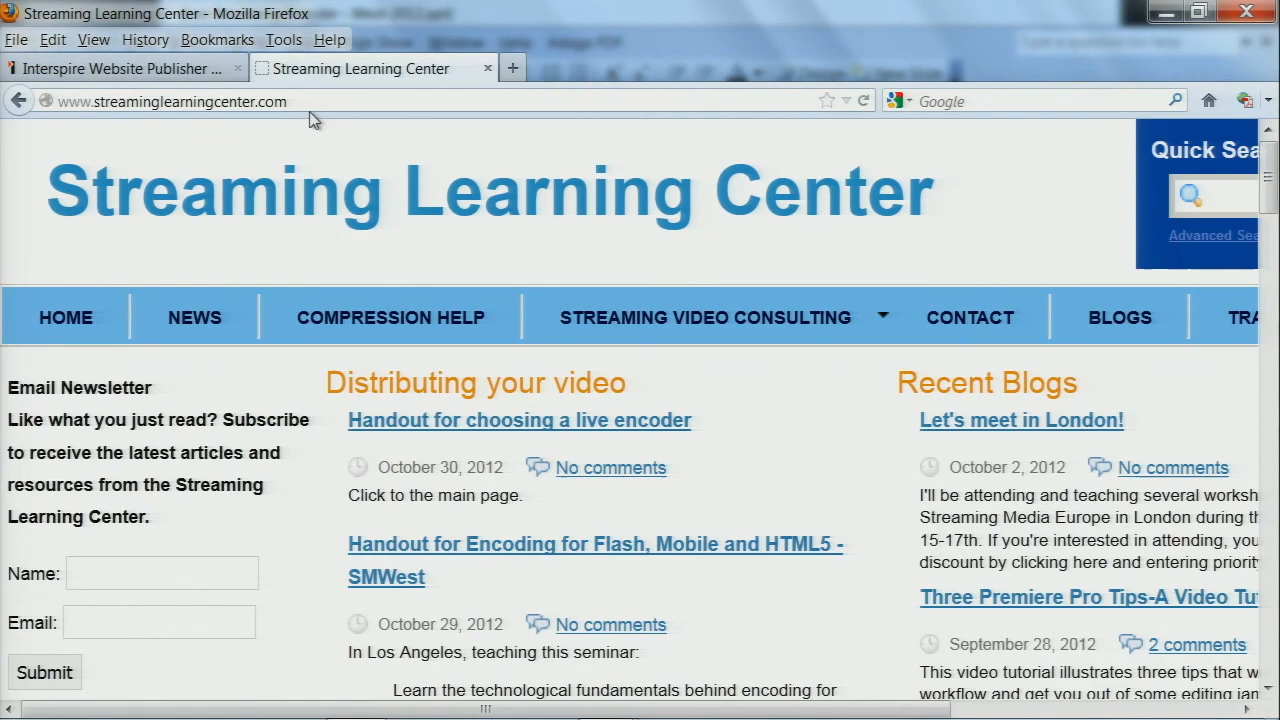 Streaming Learning Center - Mozilla Firefox
File Edit View History Bookmarks Tools Help
Interspire Website Publisher ...
Streaming Learning Center
www.streaminglearningcenter.com
Google
Streaming Learning Center
Quick Sea
Advanced Sea
HOME NEWS COMPRESSION HELP STREAMING VIDEO CONSULTING CONTACT BLOGS TRA
Email Newsletter
Like what you just read? Subscribe
to receive the latest articles and
resources from the Streaming
Learning Center.
Name:
Email:
Submit
Distributing your video
Handout for choosing a live encoder
October 30, 2012 No comments
Click to the main page.
Handout for Encoding for Flash, Mobile and HTML5 -
SMWest
October 29, 2012 No comments
In Los Angeles, teaching this seminar:
Learn the technological fundamentals behind encoding for
Recent Blogs
Let's meet in London!
October 2, 2012 No comments
I'll be attending and teaching several worksh
Streaming Media Europe in London during th
15-17th. If you're interested in attending, you
discount by clicking here and entering priority
Three Premiere Pro Tips-A Video Tu
September 28, 2012 2 comments
This video tutorial illustrates three tips that w
workflow and get you out of some editing jan